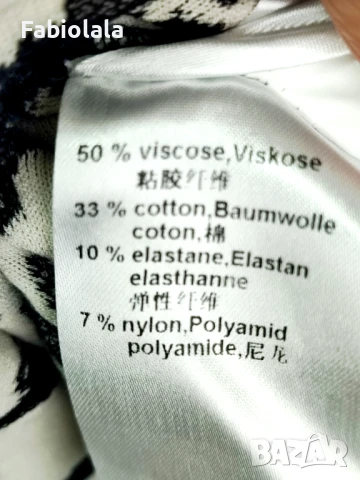 Fabiolala
50 % viscose,Viskose
粘胶纤维
33 % cotton,Baumwolle
coton,棉
10 % elastane,Elastan
elasthanne
弹性纤维
7 % nylon,Polyamid
polyamide,尼龙
BAZAR